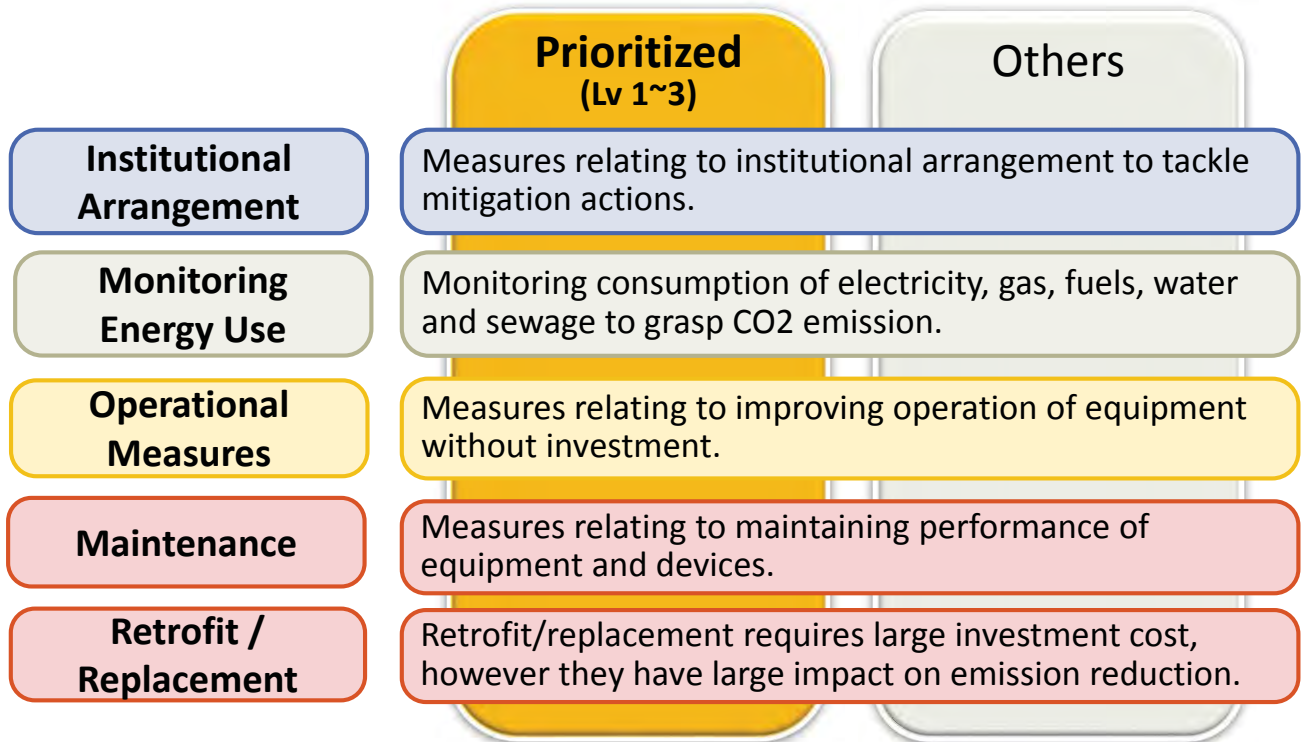 Prioritized
(Lv 1~3)
Others
Institutional
Arrangement
Measures relating to institutional arrangement to tackle
mitigation actions.
Monitoring
Energy Use
Monitoring consumption of electricity, gas, fuels, water
and sewage to grasp CO2 emission.
Operational
Measures
Measures relating to improving operation of equipment
without investment.
Maintenance
Measures relating to maintaining performance of
equipment and devices.
Retrofit /
Replacement
Retrofit/replacement requires large investment cost,
however they have large impact on emission reduction.